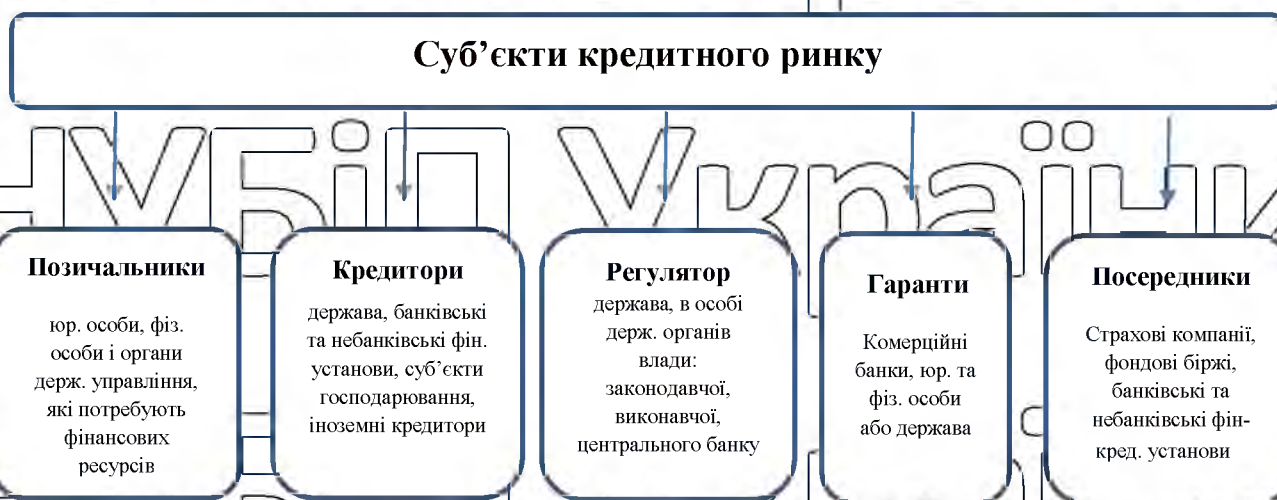 Суб’єкти кредитного ринку
НУБіП України
Позичальники
юр. особи, фіз.
особи і органи
держ. управління,
які потребують
фінансових
ресурсів
Кредитори
держава, банківські
та небанківські фін.
установи, суб’єкти
господарювання,
іноземні кредитори
Регулятор
держава, в особі
держ. органів
влади:
законодавчої,
виконавчої,
центрального банку
Гаранти
Комерційні
банки, юр. та
фіз. особи
або держава
Посередники
Страхові компанії,
фондові біржі,
банківські та
небанківські фін-
кред. установи